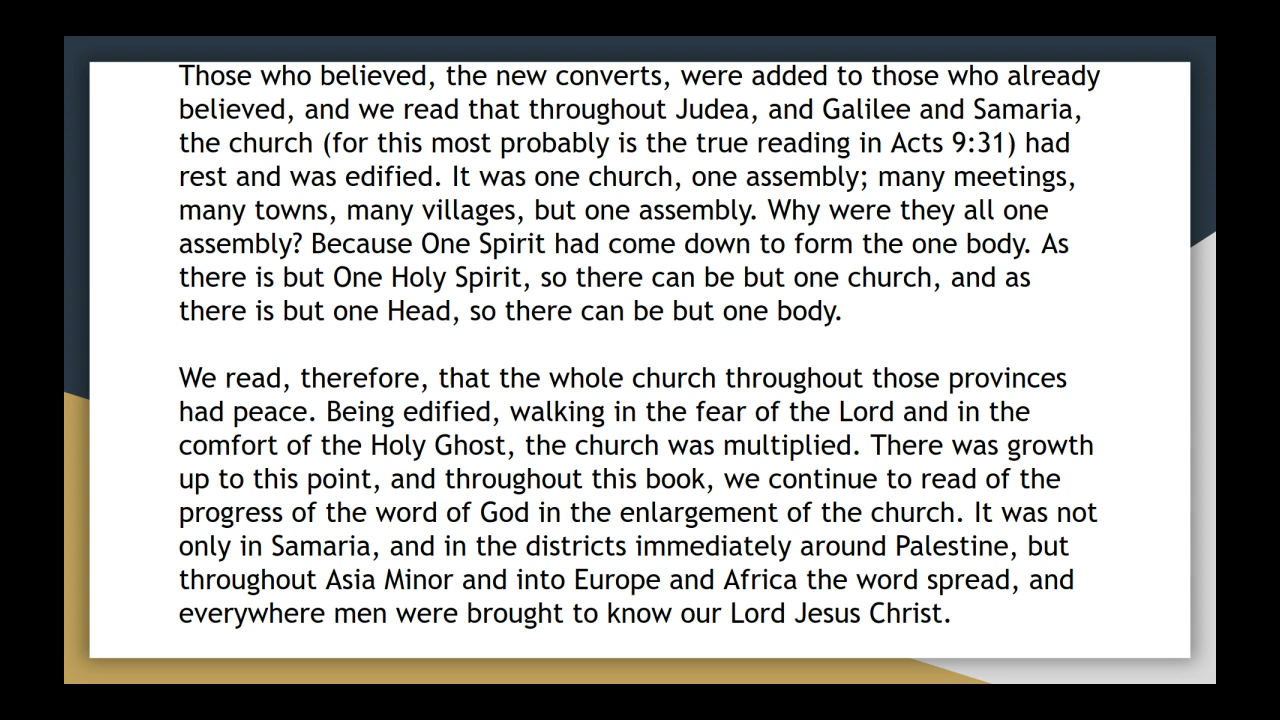 Those who believed, the new converts, were added to those who already
believed, and we read that throughout Judea, and Galilee and Samaria,
the church (for this most probably is the true reading in Acts 9:31) had
rest and was edified. It was one church, one assembly; many meetings,
many towns, many villages, but one assembly. Why were they all one
assembly? Because One Spirit had come down to form the one body. As
there is but One Holy Spirit, so there can be but one church, and as
there is but one Head, so there can be but one body.
We read, therefore, that the whole church throughout those provinces
had peace. Being edified, walking in the fear of the Lord and in the
comfort of the Holy Ghost, the church was multiplied. There was growth
up to this point, and throughout this book, we continue to read of the
progress of the word of God in the enlargement of the church. It was not
only in Samaria, and in the districts immediately around Palestine, but
throughout Asia Minor and into Europe and Africa the word spread, and
everywhere men were brought to know our Lord Jesus Christ.